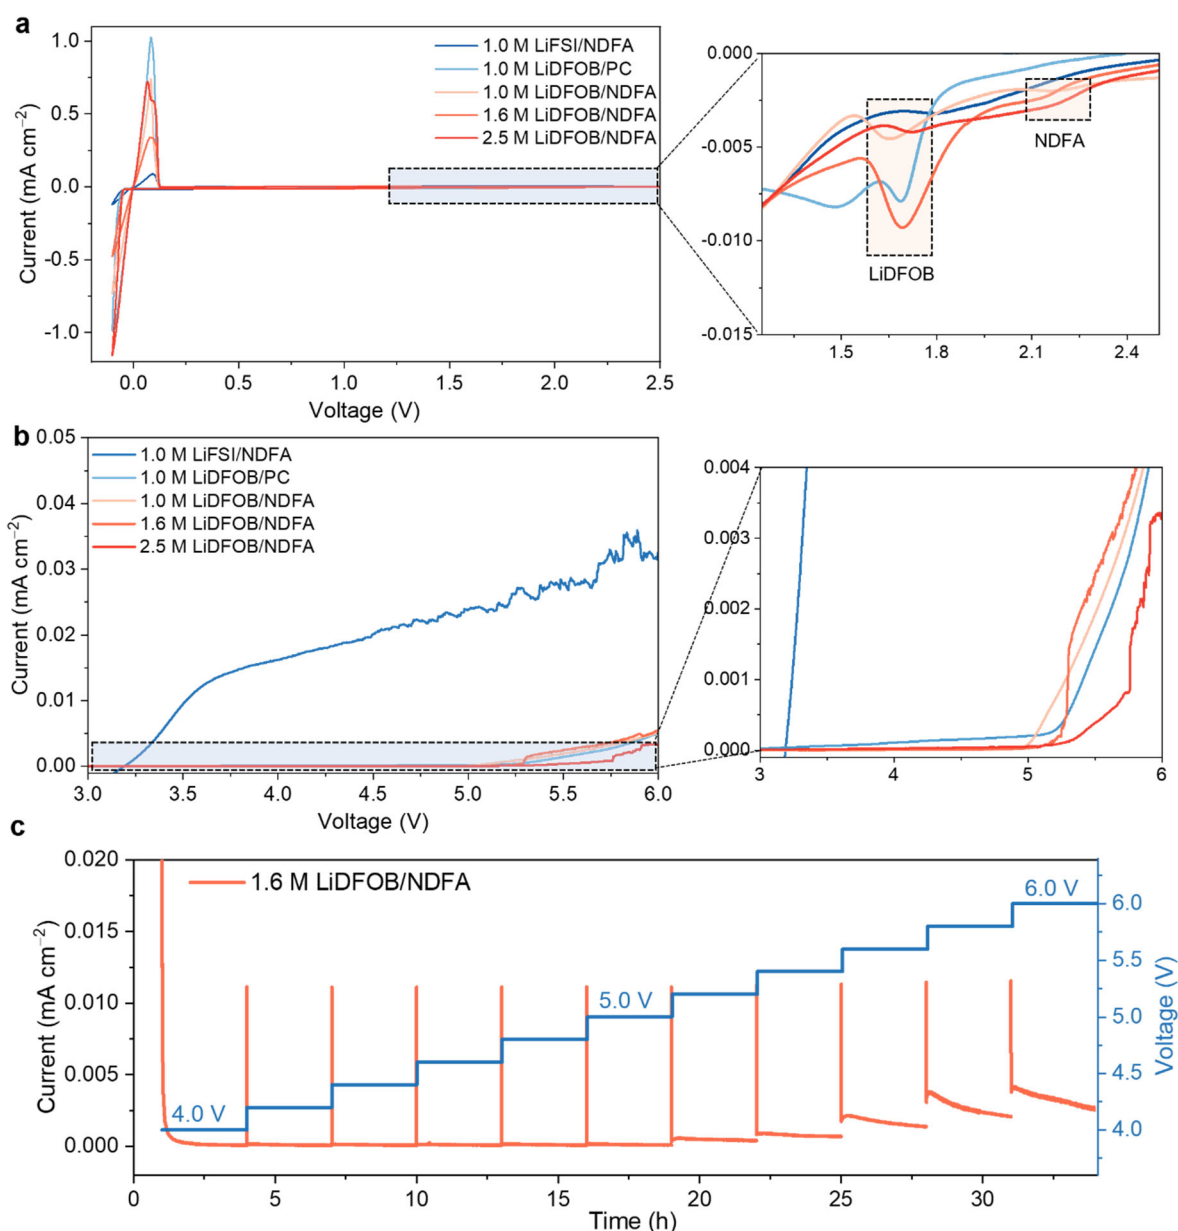 a
1.0
0.5
0.0
-0.5
-1.0
Current (mA cm⁻²)
1.0 M LiFSI/NDFA
1.0 M LiDFOB/PC
1.0 M LiDFOB/NDFA
1.6 M LiDFOB/NDFA
2.5 M LiDFOB/NDFA
0.0 0.5 1.0 1.5 2.0 2.5
Voltage (V)
0.000
-0.005
-0.010
-0.015
NDFA
LiDFOB
1.5 1.8 2.1 2.4
b
0.05
0.04
0.03
0.02
0.01
0.00
Current (mA cm⁻²)
1.0 M LiFSI/NDFA
1.0 M LiDFOB/PC
1.0 M LiDFOB/NDFA
1.6 M LiDFOB/NDFA
2.5 M LiDFOB/NDFA
3.0 3.5 4.0 4.5 5.0 5.5 6.0
Voltage (V)
0.004
0.003
0.002
0.001
0.000
3 4 5 6
c
0.020
0.015
0.010
0.005
0.000
Current (mA cm⁻²)
1.6 M LiDFOB/NDFA
4.0 V
5.0 V
6.0 V
6.0
5.5
5.0
4.5
4.0
Voltage (V)
0 5 10 15 20 25 30
Time (h)